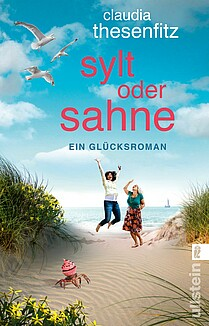 claudia
thesenfitz
sylt
oder
sahne
EIN GLÜCKSROMAN
ullstein